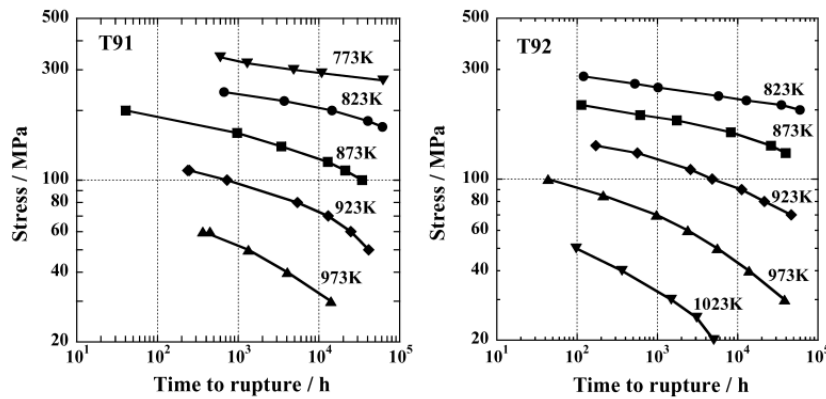 T91
500
300
100
80
60
40
20
Stress / MPa
773K
823K
873K
923K
973K
10¹
10²
10³
10⁴
10⁵
Time to rupture / h
T92
500
300
100
80
60
40
20
Stress / MPa
823K
873K
923K
973K
1023K
10¹
10²
10³
10⁴
10⁵
Time to rupture / h